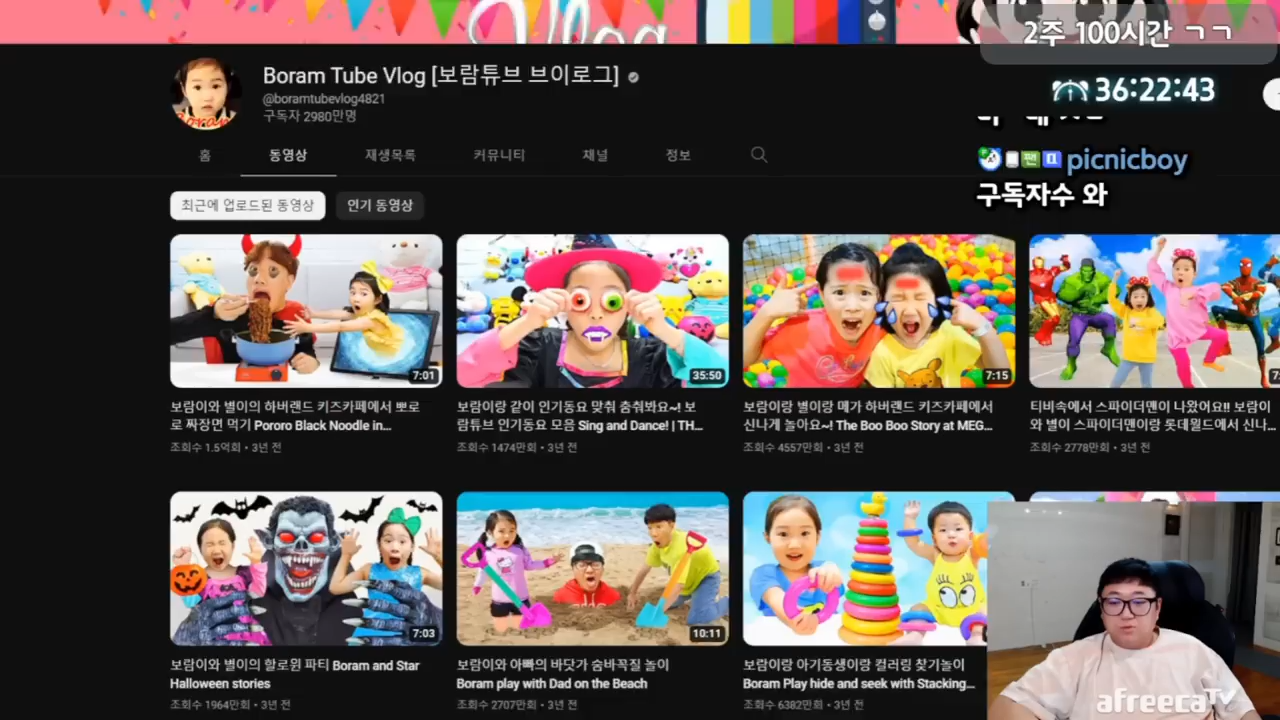 Vlog
2주 100시간 ㄱㄱ
36:22:43
Boram Tube Vlog [보람튜브 브이로그]
@boramtubevlog4821
구독자 2980만명
홈
동영상
재생목록
커뮤니티
채널
정보
팬
picnicboy
구독자수 와
최근에 업로드된 동영상
인기 동영상
Boram
7:01
35:50
7:15
보람이와 별이의 하버랜드 키즈카페에서 뽀로
로 짜장면 먹기 Pororo Black Noodle in...
조회수 1.5억회 • 3년 전
보람이랑 같이 인기동요 맞춰 춤춰봐요~! 보
람튜브 인기동요 모음 Sing and Dance! | TH...
조회수 1474만회 • 3년 전
보람이랑 별이랑 메가 하버랜드 키즈카페에서
신나게 놀아요~! The Boo Boo Story at MEG...
조회수 4557만회 • 3년 전
티비속에서 스파이더맨이 나왔어요!! 보람이
와 별이 스파이더맨이랑 롯데월드에서 신나...
조회수 2778만회 • 3년 전
7:03
10:11
보람이와 별이의 할로윈 파티 Boram and Star
Halloween stories
조회수 1964만회 • 3년 전
보람이와 아빠의 바닷가 숨바꼭질 놀이
Boram play with Dad on the Beach
조회수 2707만회 • 3년 전
보람이랑 아기동생이랑 컬러링 찾기놀이
Boram Play hide and seek with Stacking...
조회수 6382만회 • 3년 전
afreecaTV